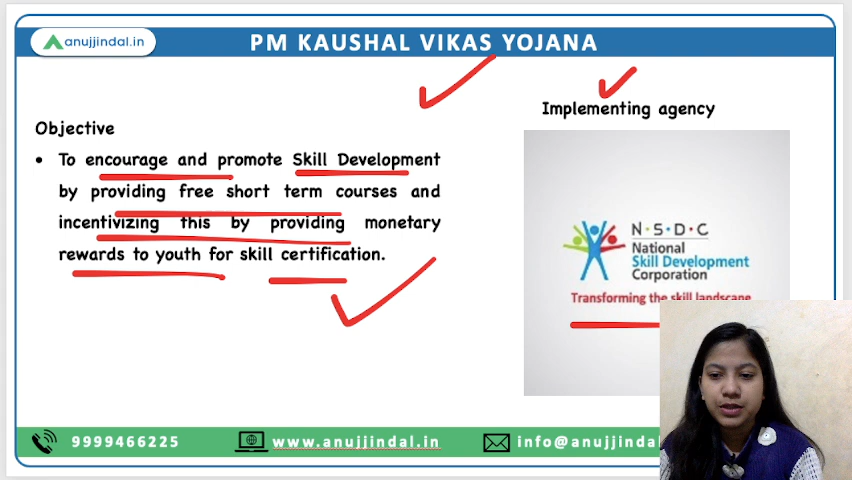 anujjindal.in
PM KAUSHAL VIKAS YOJANA
Implementing agency
Objective
• To encourage and promote Skill Development
by providing free short term courses and
incentivizing this by providing monetary
rewards to youth for skill certification.
N·S·D·C
National
Skill Development
Corporation
Transforming the skill landscape
9999466225
www.anujjindal.in
info@anujjindal